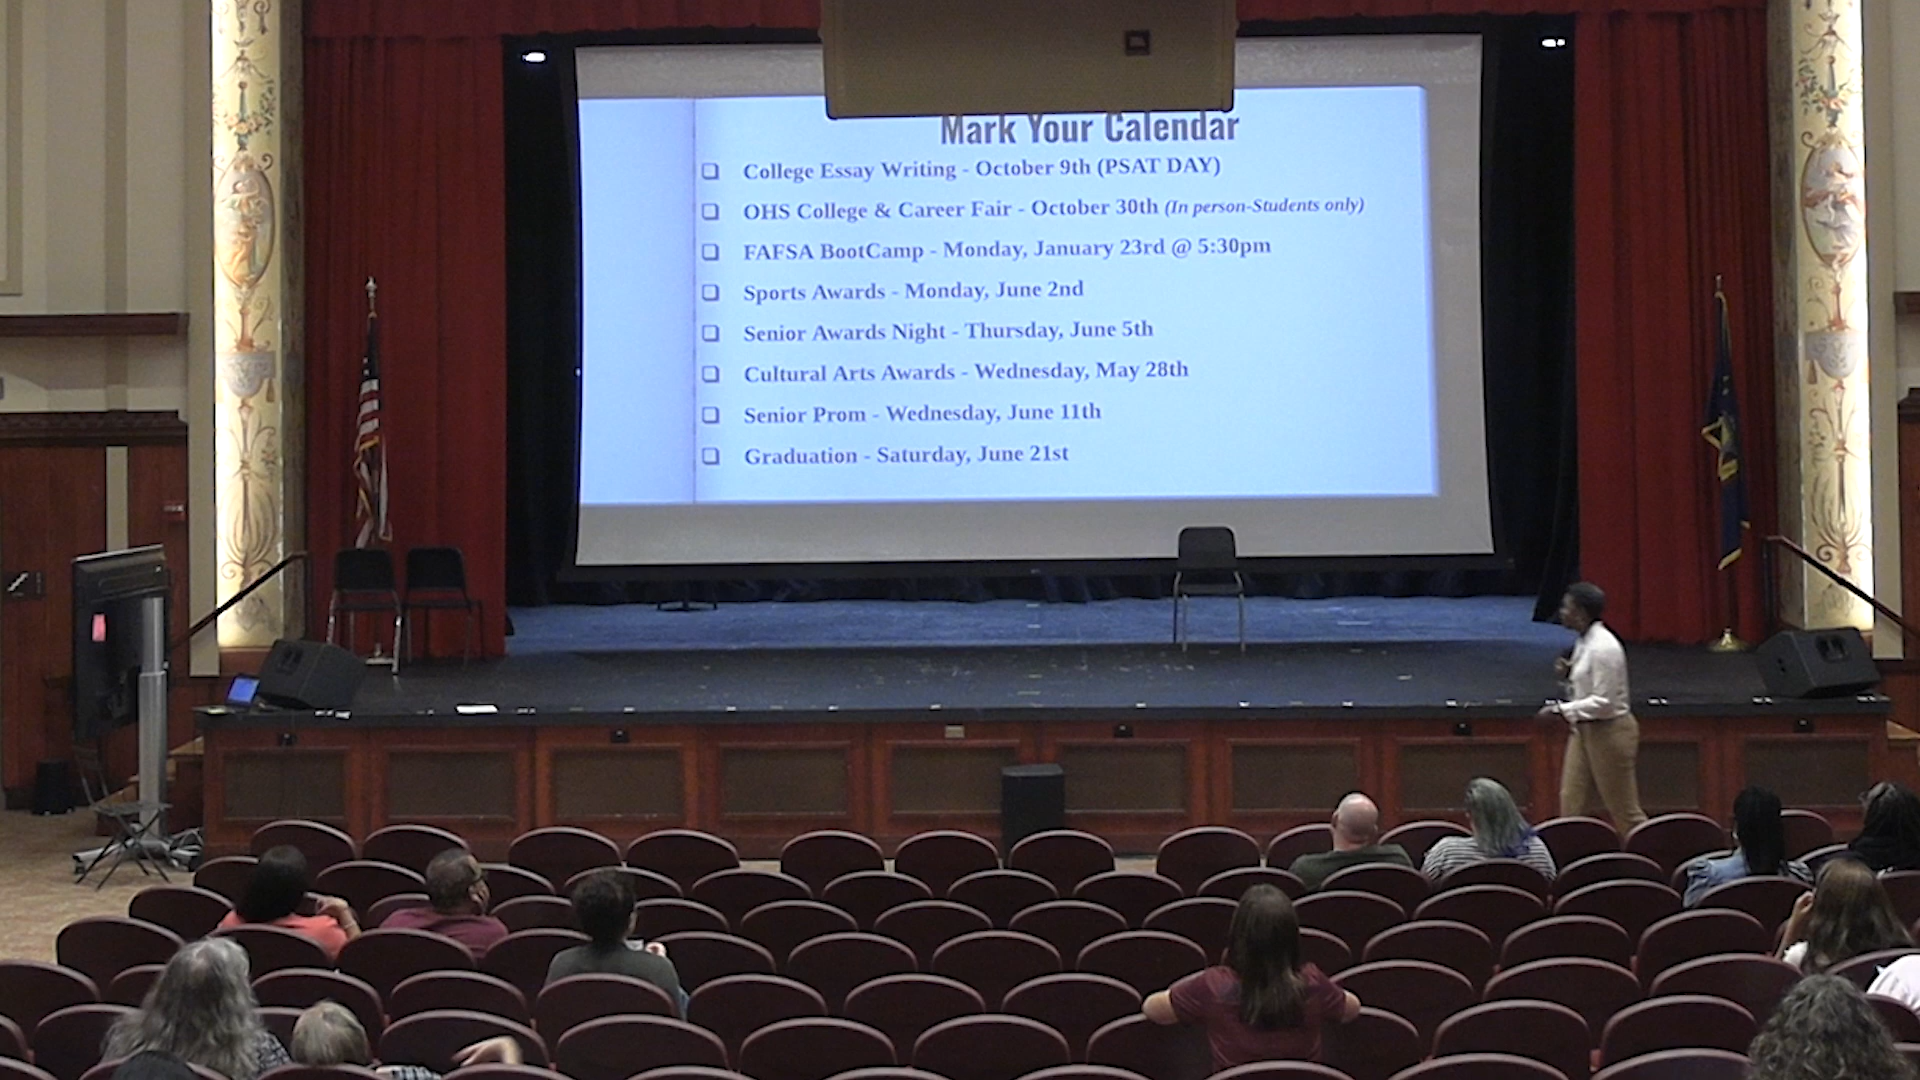 Mark Your Calendar
College Essay Writing - October 9th (PSAT DAY)
OHS College & Career Fair - October 30th (In person-Students only)
FAFSA BootCamp - Monday, January 23rd @ 5:30pm
Sports Awards - Monday, June 2nd
Senior Awards Night - Thursday, June 5th
Cultural Arts Awards - Wednesday, May 28th
Senior Prom - Wednesday, June 11th
Graduation - Saturday, June 21st